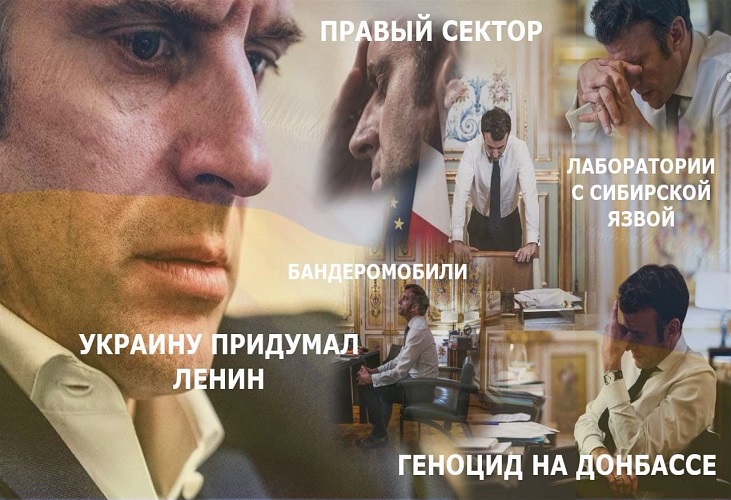 ПРАВЫЙ СЕКТОР
ЛАБОРАТОРИИ
С СИБИРСКОЙ
ЯЗВОЙ
БАНДЕРОМОБИЛИ
УКРАИНУ ПРИДУМАЛ
ЛЕНИН
ГЕНОЦИД НА ДОНБАССЕ